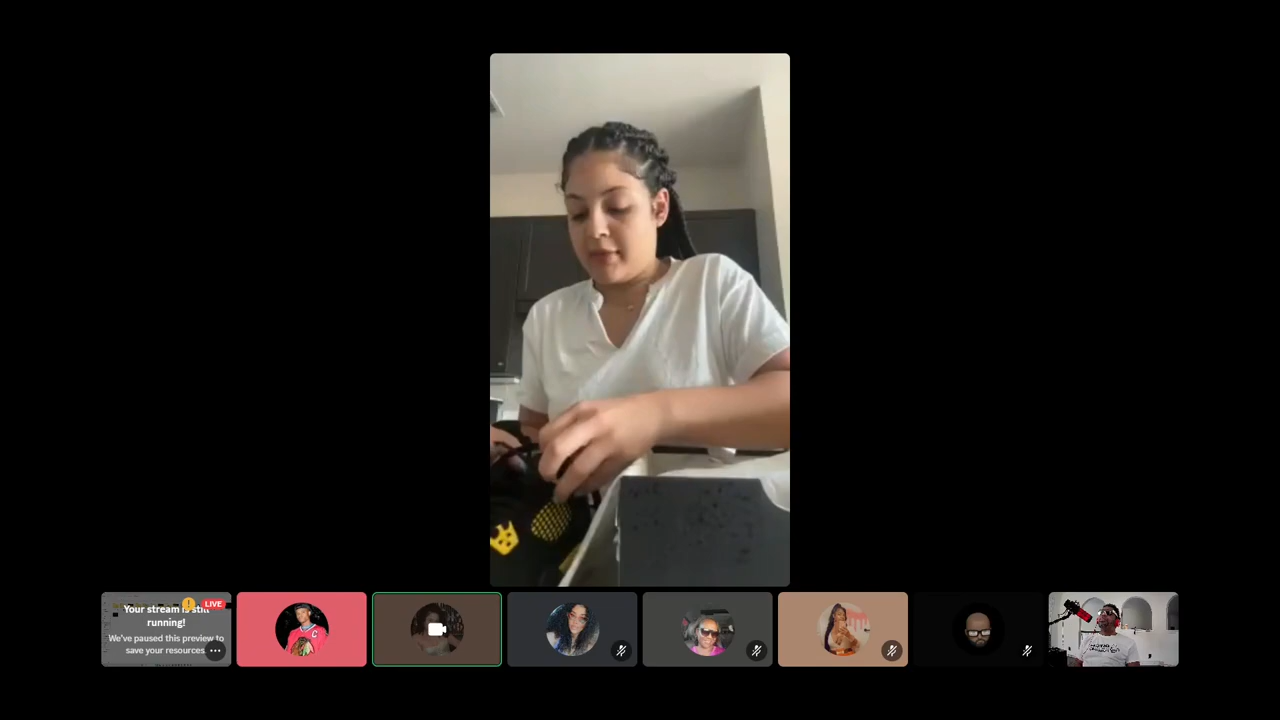 LIVE
Your stream is still
running!
We've paused this preview to
save your resources.